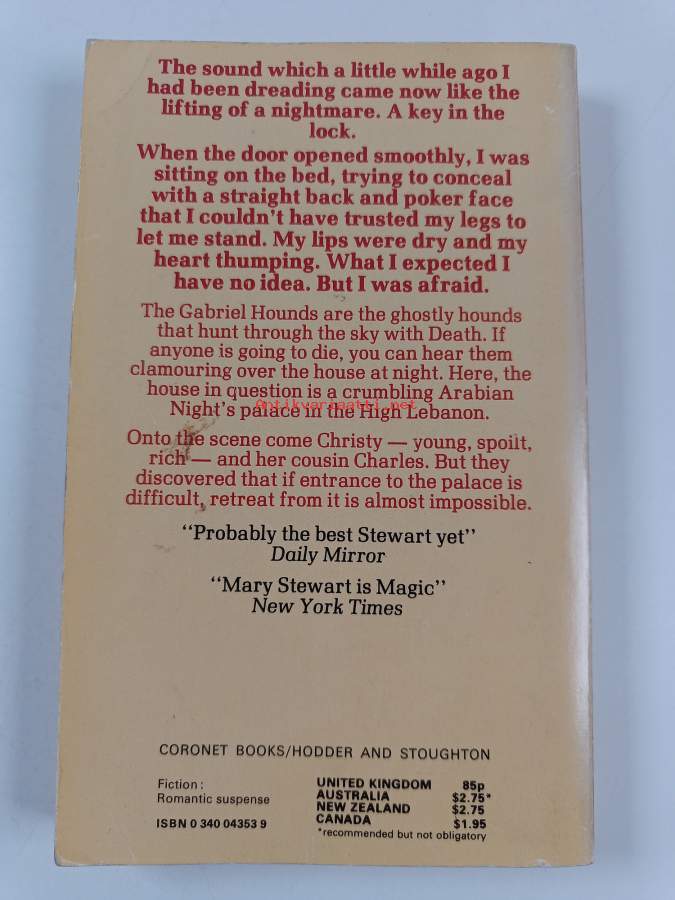 The sound which a little while ago I
had been dreading came now like the
lifting of a nightmare. A key in the
lock.
When the door opened smoothly, I was
sitting on the bed, trying to conceal
with a straight back and poker face
that I couldn't have trusted my legs to
let me stand. My lips were dry and my
heart thumping. What I expected I
have no idea. But I was afraid.
The Gabriel Hounds are the ghostly hounds
that hunt through the sky with Death. If
anyone is going to die, you can hear them
clamouring over the house at night. Here, the
house in question is a crumbling Arabian
Night's palace in the High Lebanon.
Antikvariaatti.net
Onto the scene come Christy — young, spoilt,
rich — and her cousin Charles. But they
discovered that if entrance to the palace is
difficult, retreat from it is almost impossible.
"Probably the best Stewart yet"
Daily Mirror
"Mary Stewart is Magic"
New York Times
CORONET BOOKS/HODDER AND STOUGHTON
Fiction:
Romantic suspense
ISBN 0 340 04353 9
UNITED KINGDOM 85p
AUSTRALIA $2.75*
NEW ZEALAND $2.75
CANADA $1.95
*recommended but not obligatory